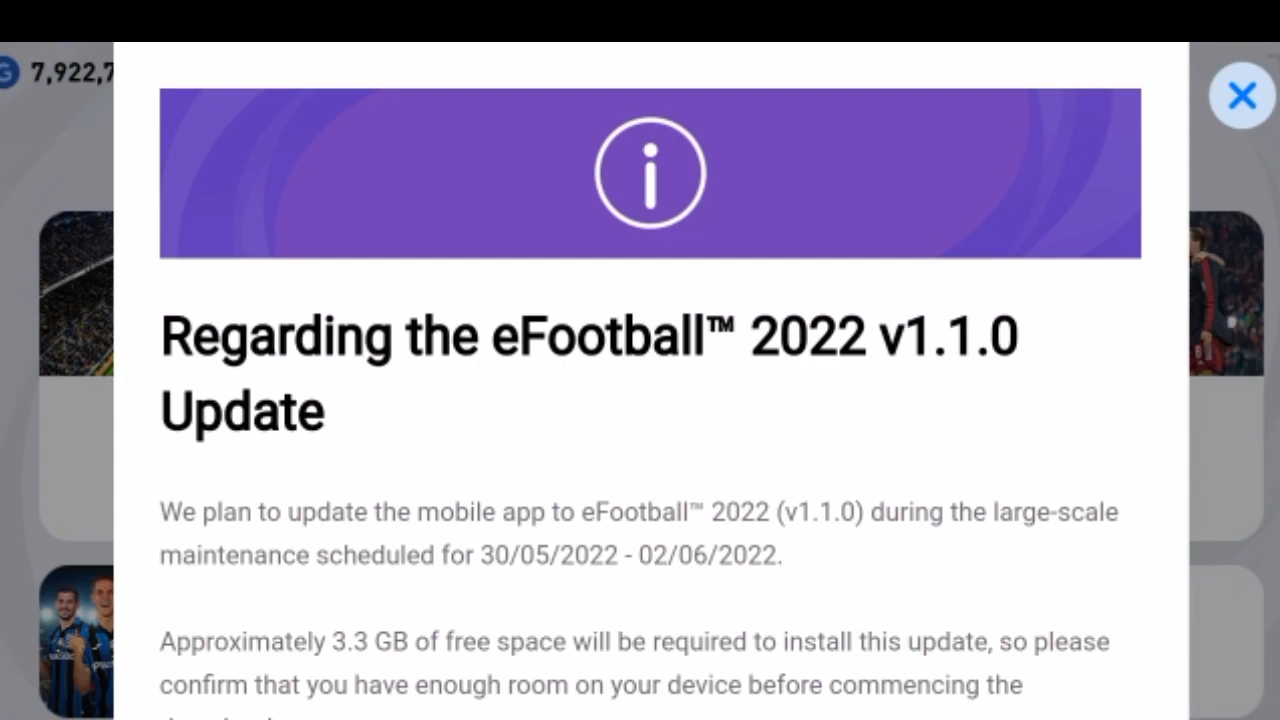 7,922,7
Regarding the eFootball™ 2022 v1.1.0
Update
We plan to update the mobile app to eFootball™ 2022 (v1.1.0) during the large-scale
maintenance scheduled for 30/05/2022 - 02/06/2022.
Approximately 3.3 GB of free space will be required to install this update, so please
confirm that you have enough room on your device before commencing the